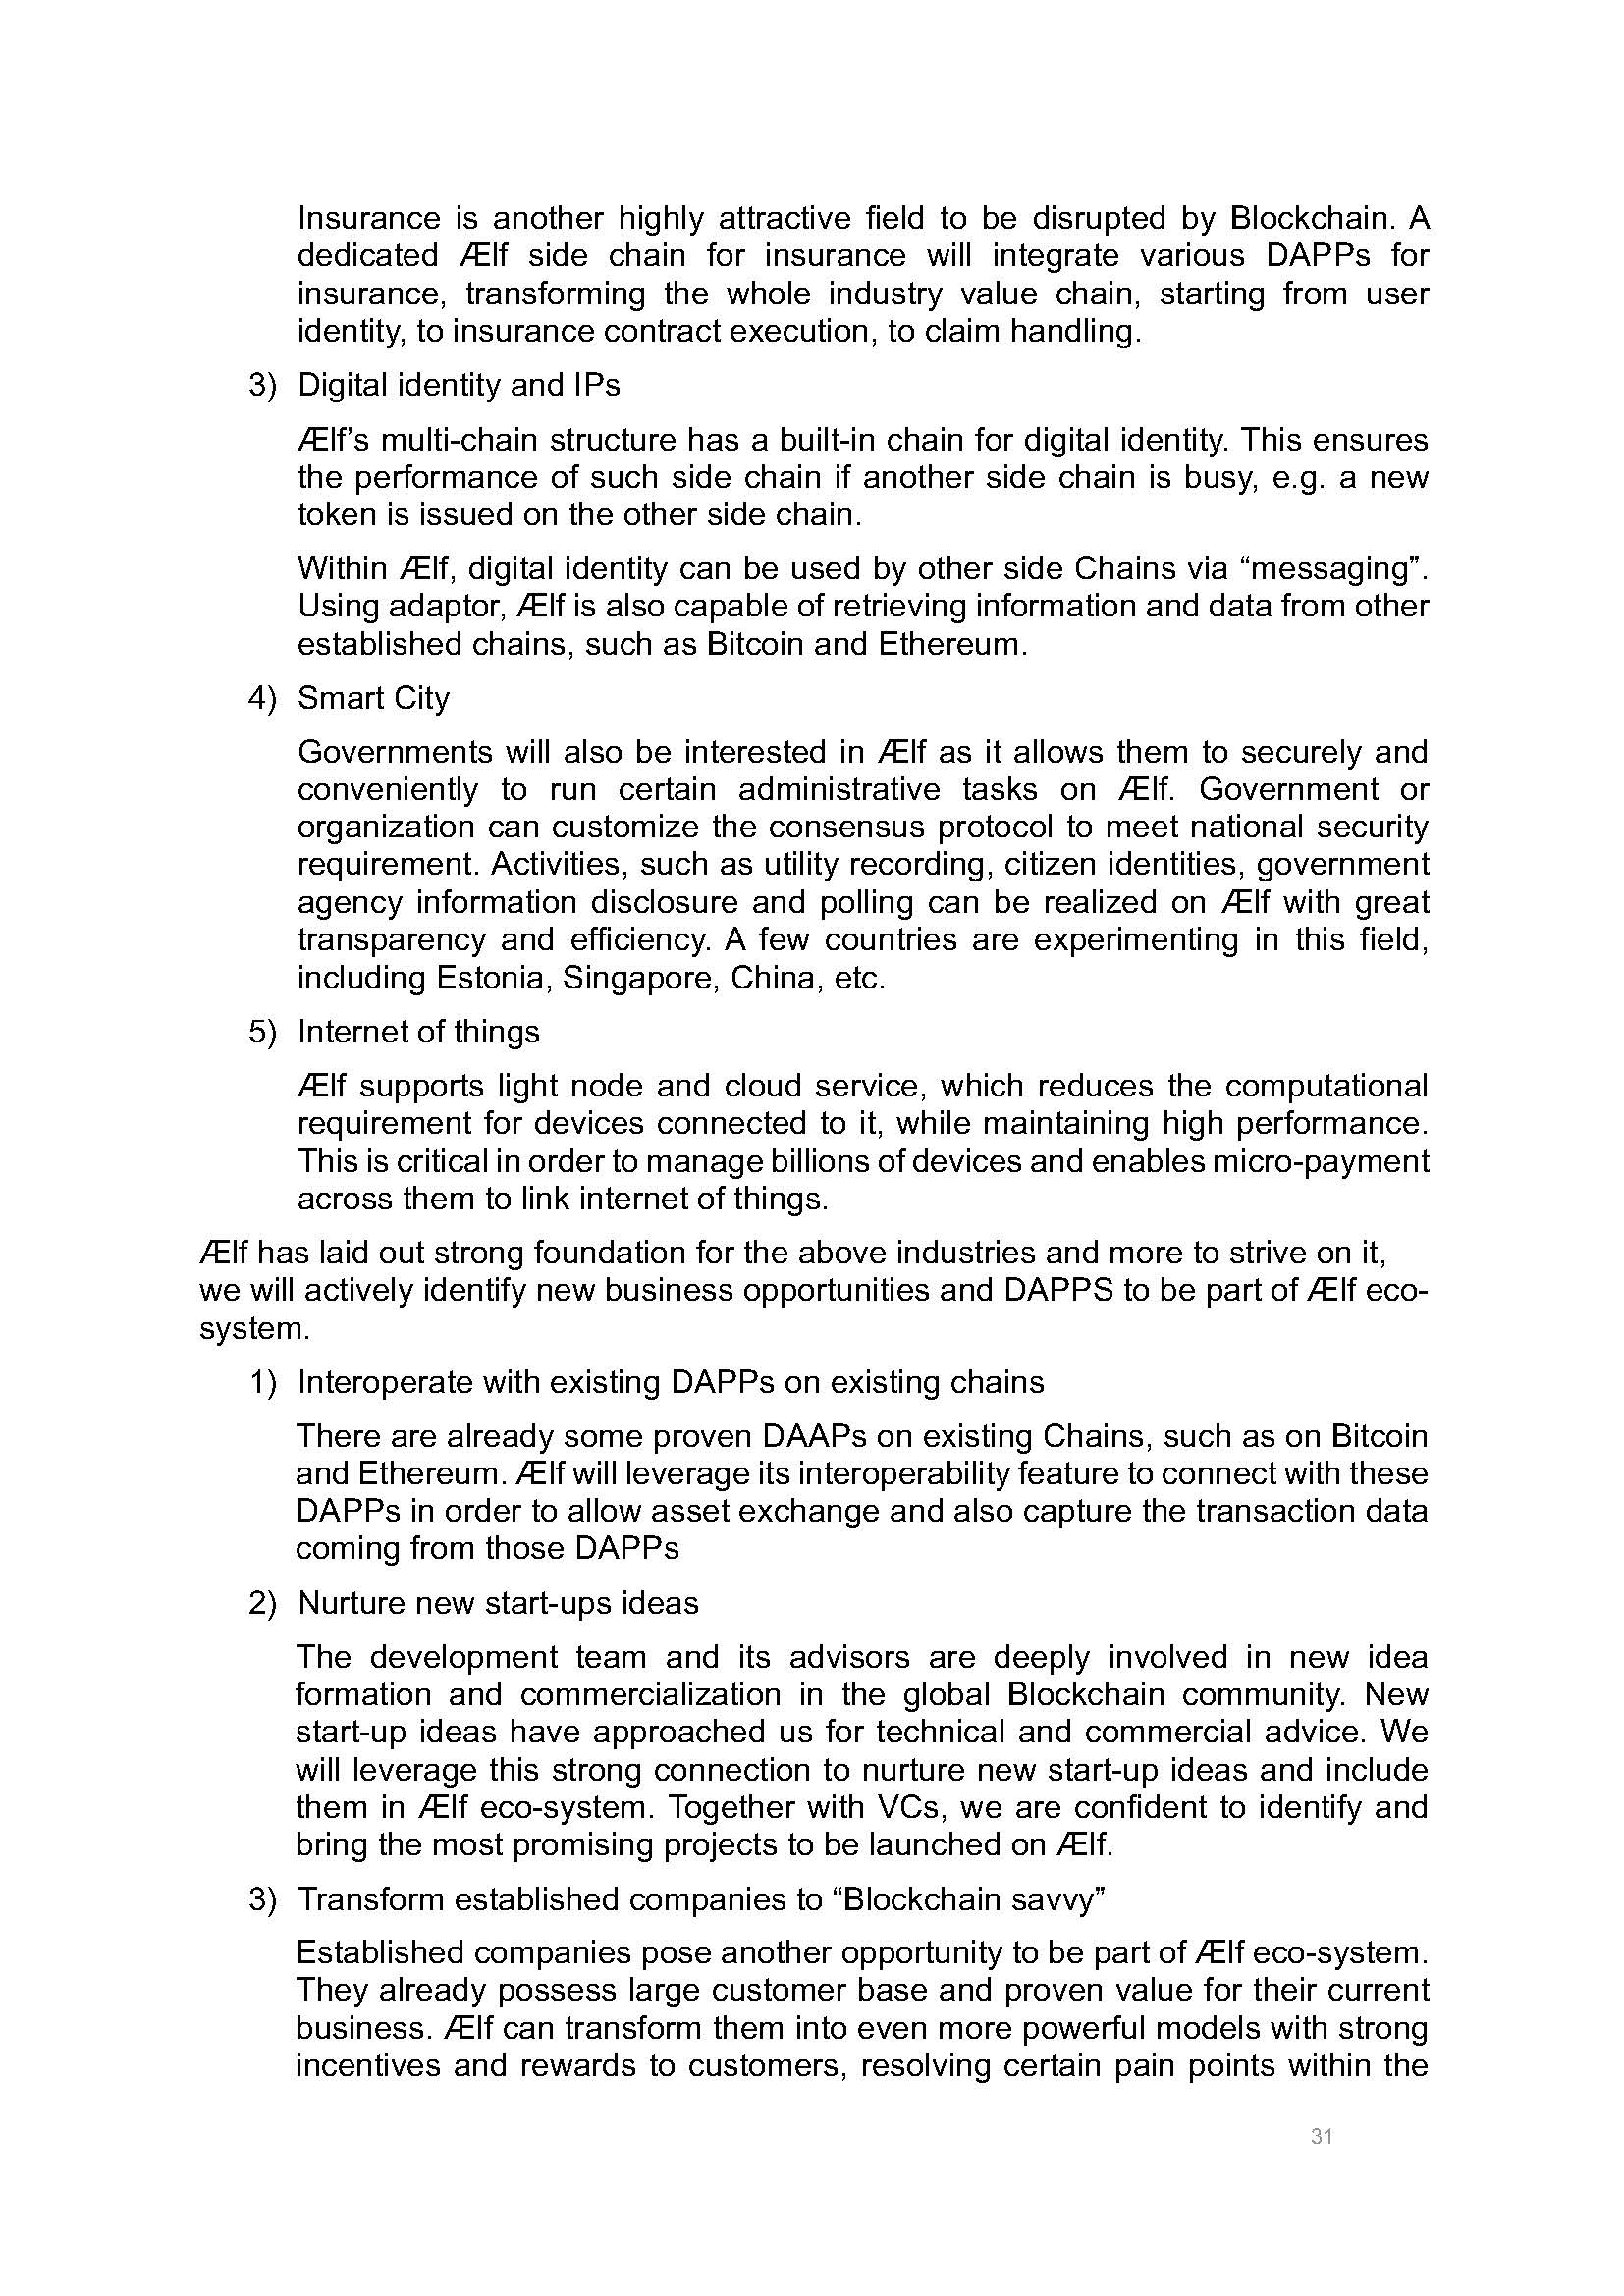 Insurance is another highly attractive field to be disrupted by Blockchain. A
dedicated Ælf side chain for insurance will integrate various DAPPs for
insurance, transforming the whole industry value chain, starting from user
identity, to insurance contract execution, to claim handling.
3) Digital identity and IPs
Ælf’s multi-chain structure has a built-in chain for digital identity. This ensures
the performance of such side chain if another side chain is busy, e.g. a new
token is issued on the other side chain.
Within Ælf, digital identity can be used by other side Chains via “messaging”.
Using adaptor, Ælf is also capable of retrieving information and data from other
established chains, such as Bitcoin and Ethereum.
4) Smart City
Governments will also be interested in Ælf as it allows them to securely and
conveniently to run certain administrative tasks on Ælf. Government or
organization can customize the consensus protocol to meet national security
requirement. Activities, such as utility recording, citizen identities, government
agency information disclosure and polling can be realized on Ælf with great
transparency and efficiency. A few countries are experimenting in this field,
including Estonia, Singapore, China, etc.
5) Internet of things
Ælf supports light node and cloud service, which reduces the computational
requirement for devices connected to it, while maintaining high performance.
This is critical in order to manage billions of devices and enables micro-payment
across them to link internet of things.
Ælf has laid out strong foundation for the above industries and more to strive on it,
we will actively identify new business opportunities and DAPPS to be part of Ælf eco-
system.
1) Interoperate with existing DAPPs on existing chains
There are already some proven DAAPs on existing Chains, such as on Bitcoin
and Ethereum. Ælf will leverage its interoperability feature to connect with these
DAPPs in order to allow asset exchange and also capture the transaction data
coming from those DAPPs
2) Nurture new start-ups ideas
The development team and its advisors are deeply involved in new idea
formation and commercialization in the global Blockchain community. New
start-up ideas have approached us for technical and commercial advice. We
will leverage this strong connection to nurture new start-up ideas and include
them in Ælf eco-system. Together with VCs, we are confident to identify and
bring the most promising projects to be launched on Ælf.
3) Transform established companies to “Blockchain savvy”
Established companies pose another opportunity to be part of Ælf eco-system.
They already possess large customer base and proven value for their current
business. Ælf can transform them into even more powerful models with strong
incentives and rewards to customers, resolving certain pain points within the
31